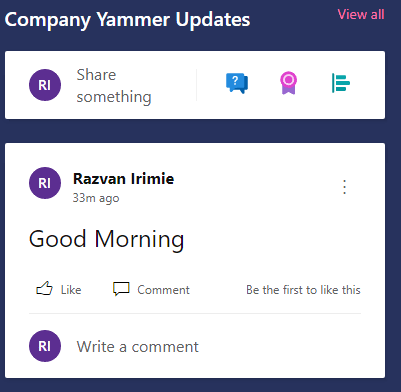 Company Yammer Updates
View all
RI
Share
something
RI
Razvan Irimie
33m ago
Good Morning
Like
Comment
Be the first to like this
RI
Write a comment